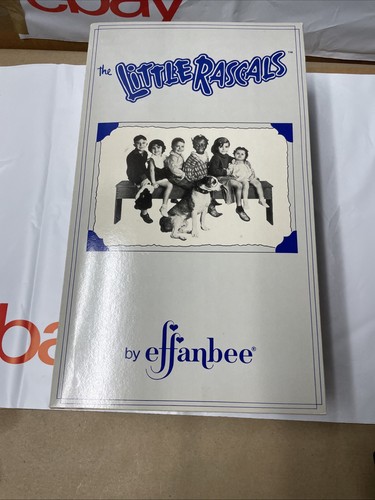 ebay
the LITTLE RASCALS™
ba
by effanbee®